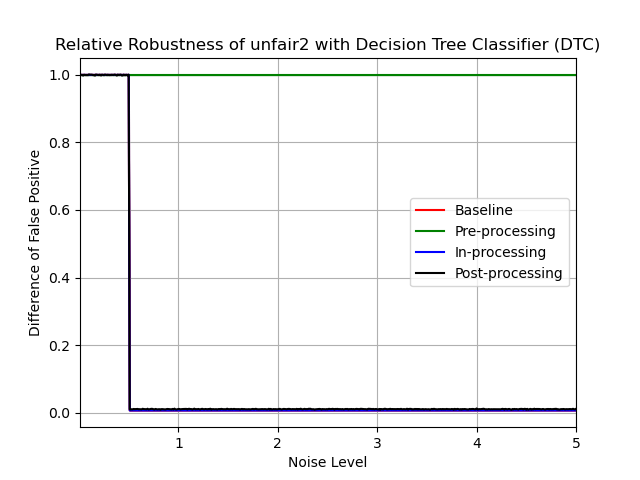 Relative Robustness of unfair2 with Decision Tree Classifier (DTC)
Difference of False Positive
1.0
0.8
0.6
0.4
0.2
0.0
Baseline
Pre-processing
In-processing
Post-processing
1 2 3 4 5
Noise Level